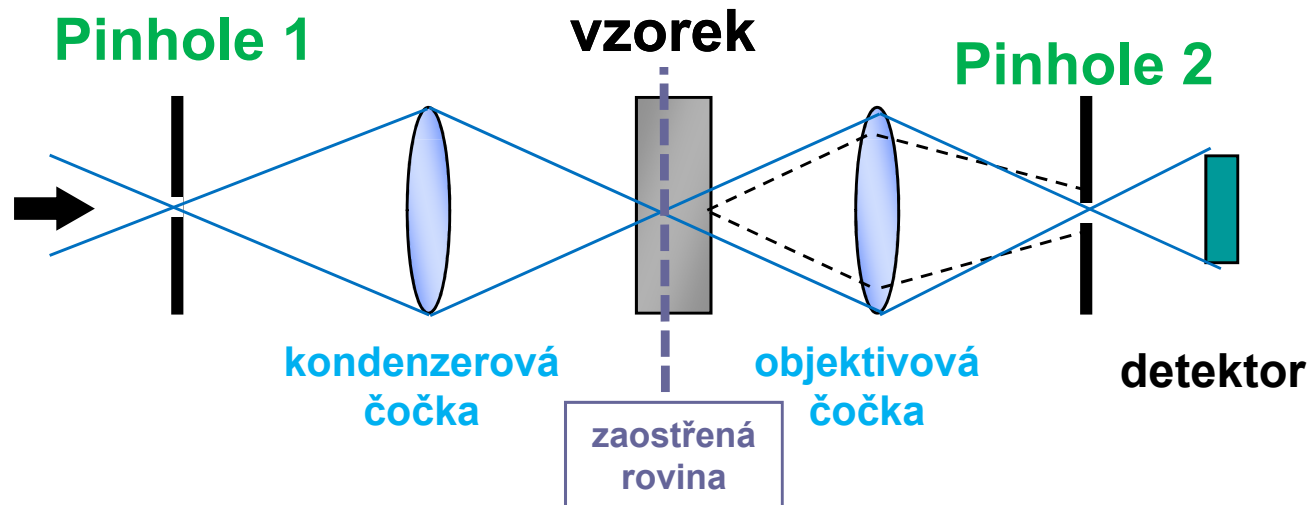 Pinhole 1
vzorek
Pinhole 2
kondenzerová
čočka
objektivová
čočka
detektor
zaostřená
rovina